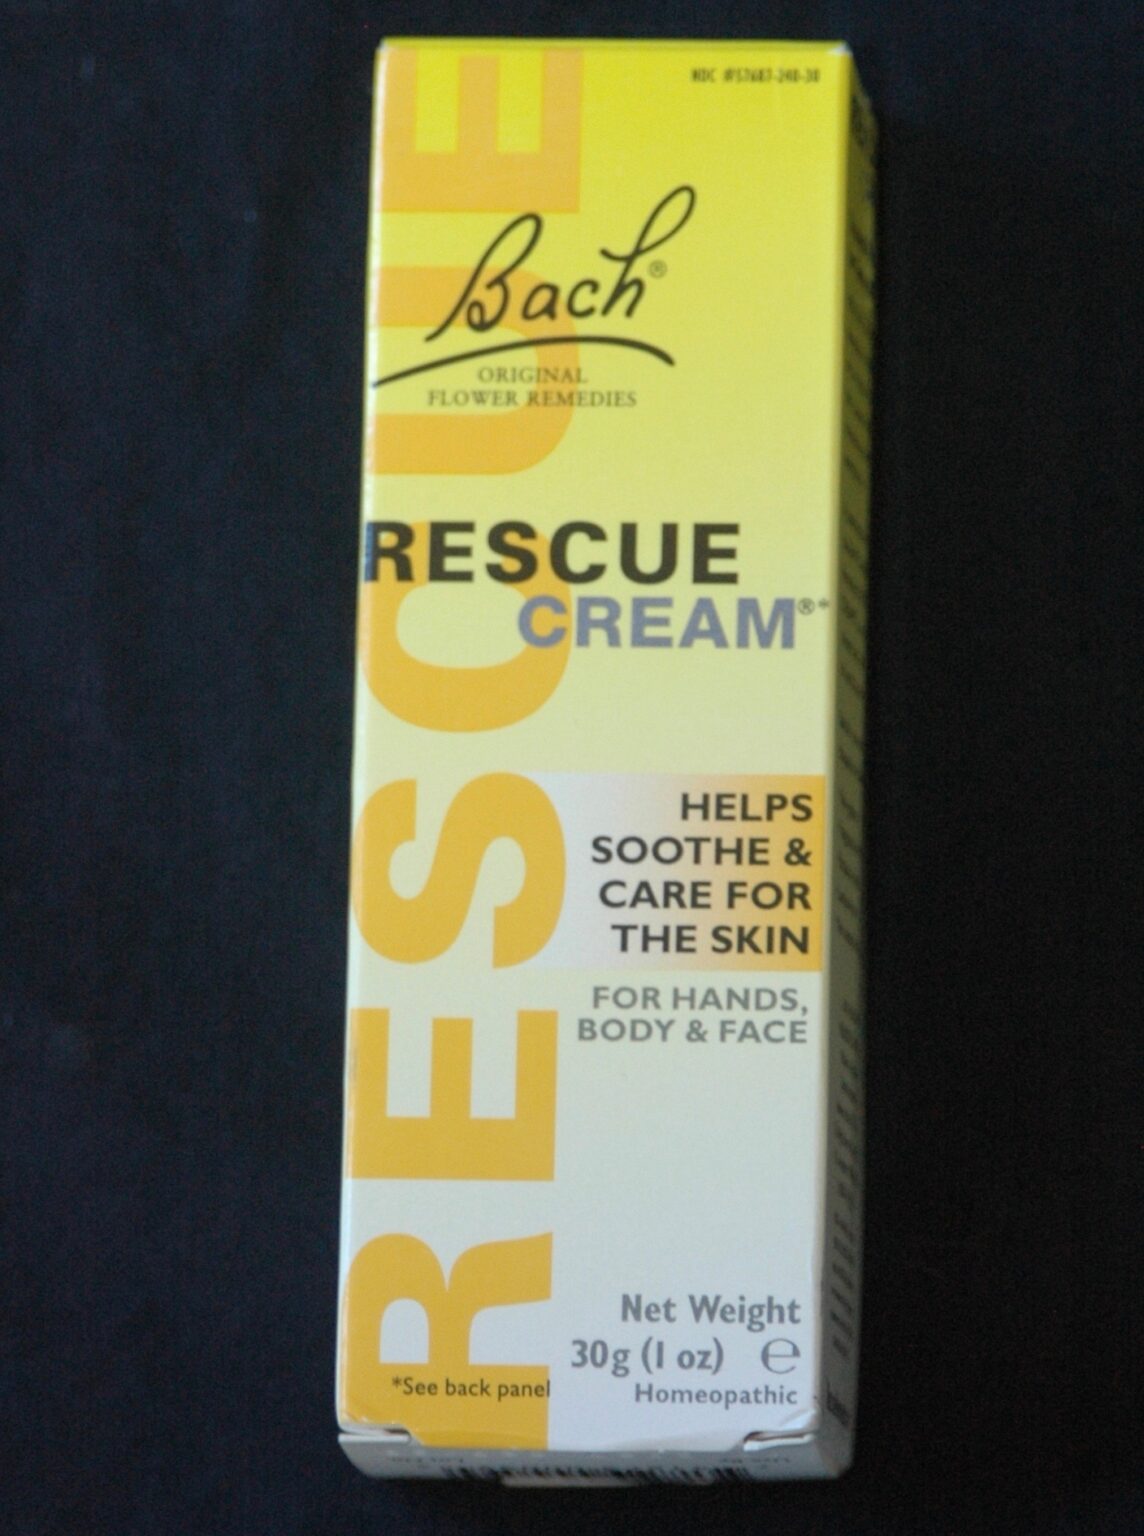 NDC #57687-240-30
Bach®
ORIGINAL
FLOWER REMEDIES
RESCUE
CREAM®*
RESCUE
HELPS
SOOTHE &
CARE FOR
THE SKIN
FOR HANDS,
BODY & FACE
Net Weight
30g (1 oz) ℮
*See back panel
Homeopathic